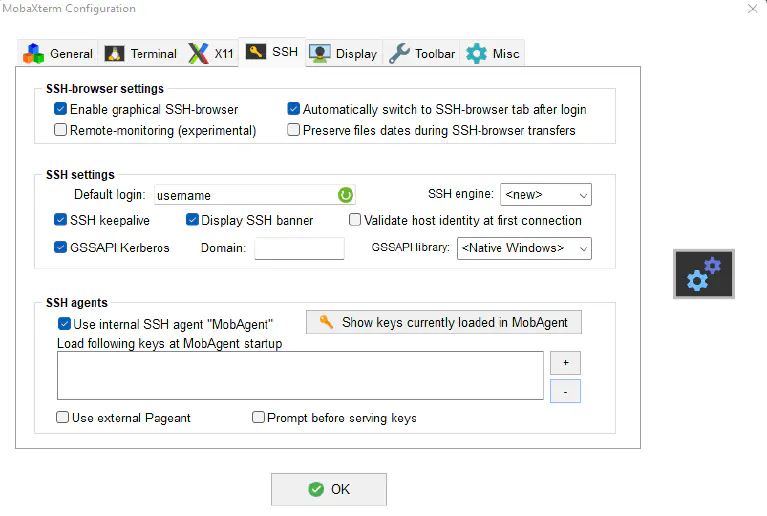 MobaXterm Configuration
General Terminal X11 SSH Display Toolbar Misc
SSH-browser settings
Enable graphical SSH-browser Automatically switch to SSH-browser tab after login
Remote-monitoring (experimental) Preserve files dates during SSH-browser transfers
SSH settings
Default login: username SSH engine: <new>
SSH keepalive Display SSH banner Validate host identity at first connection
GSSAPI Kerberos Domain: GSSAPI library: <Native Windows>
SSH agents
Use internal SSH agent "MobAgent" Show keys currently loaded in MobAgent
Load following keys at MobAgent startup
+
-
Use external Pageant Prompt before serving keys
OK